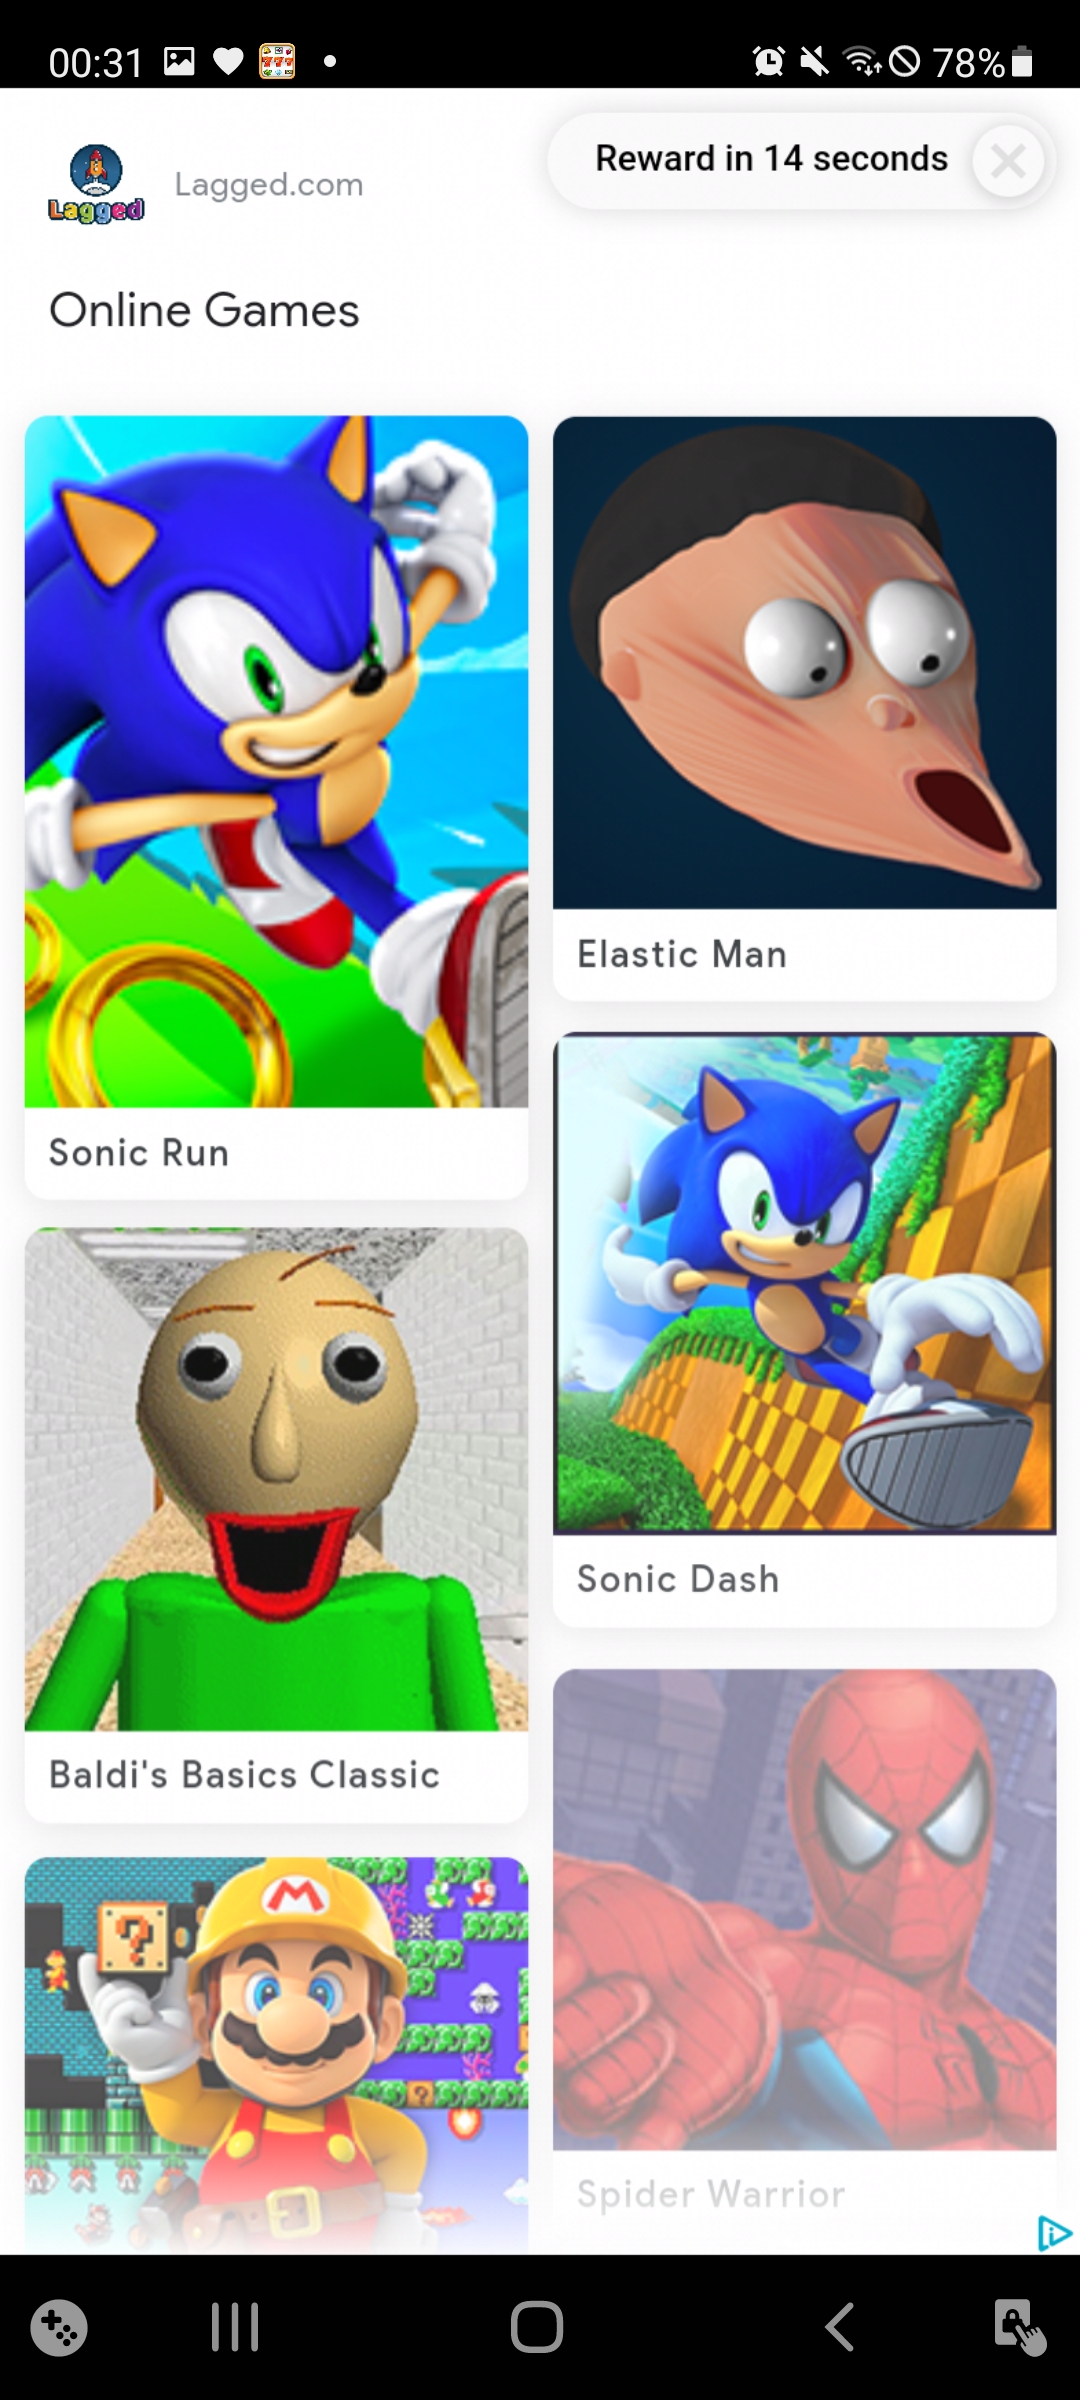 00:31
78%
Lagged
Lagged.com
Reward in 14 seconds
Online Games
Sonic Run
Elastic Man
Sonic Dash
Baldi's Basics Classic
Spider Warrior